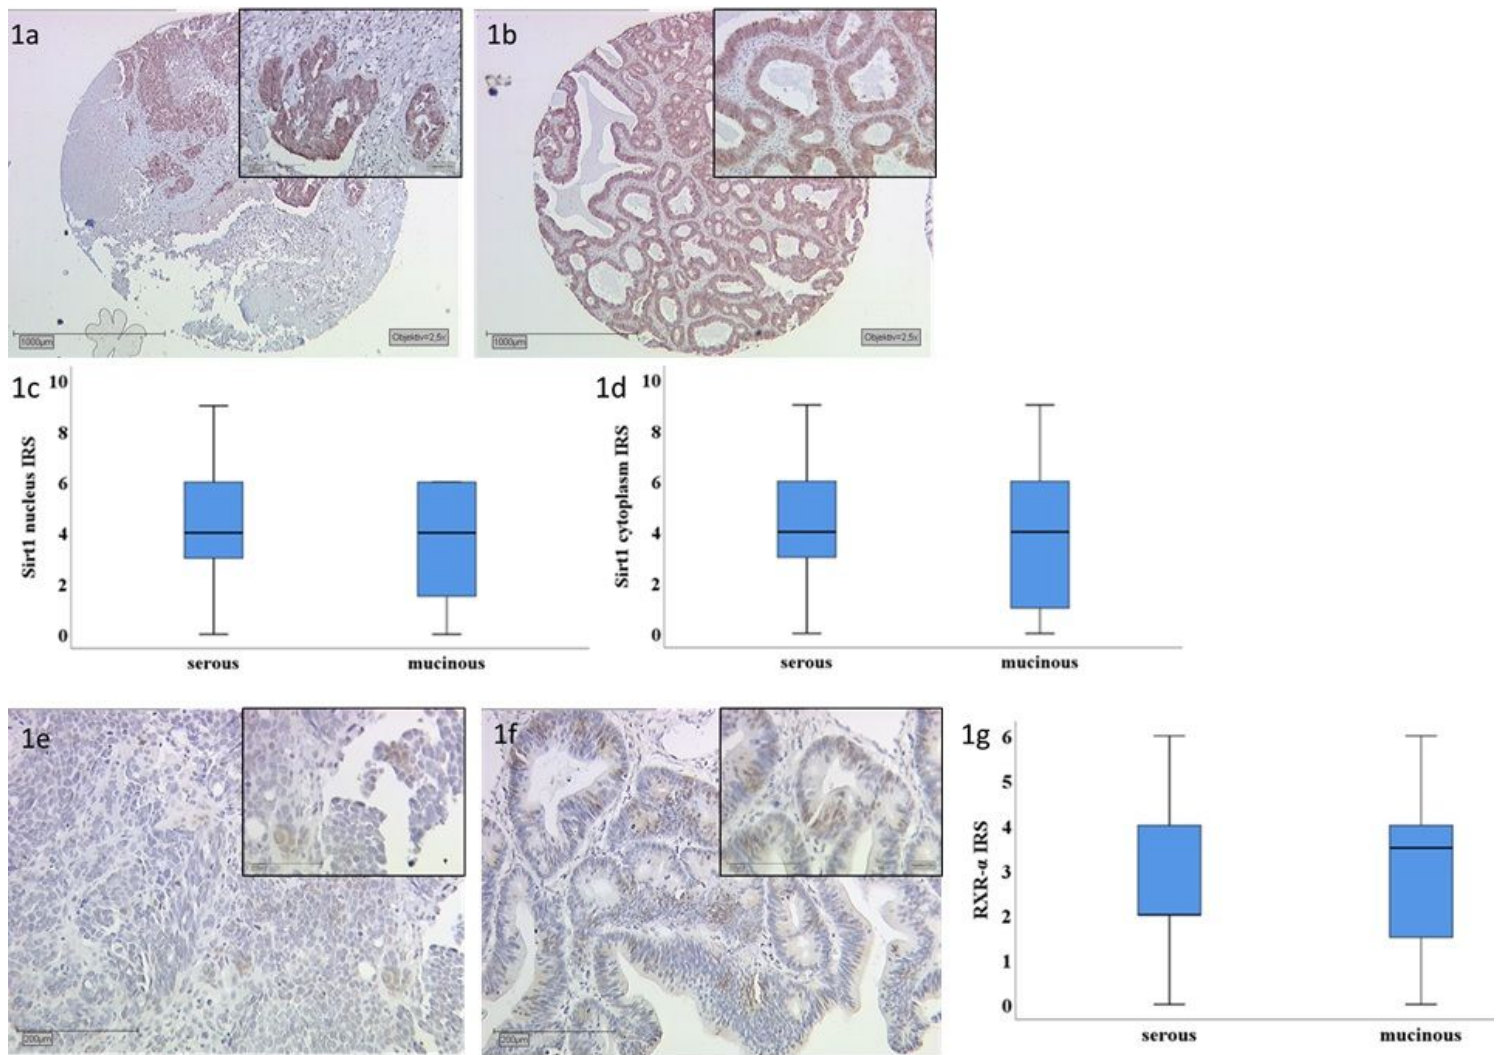 1a
1b
1000µm
Objektiv=2,5x
1000µm
Objektiv=2,5x
1c
10
8
6
4
2
0
Sirt1 nucleus IRS
serous
mucinous
1d
10
8
6
4
2
0
Sirt1 cytoplasm IRS
serous
mucinous
1e
200µm
1f
200µm
1g
6
5
4
3
2
1
0
RXR-α IRS
serous
mucinous